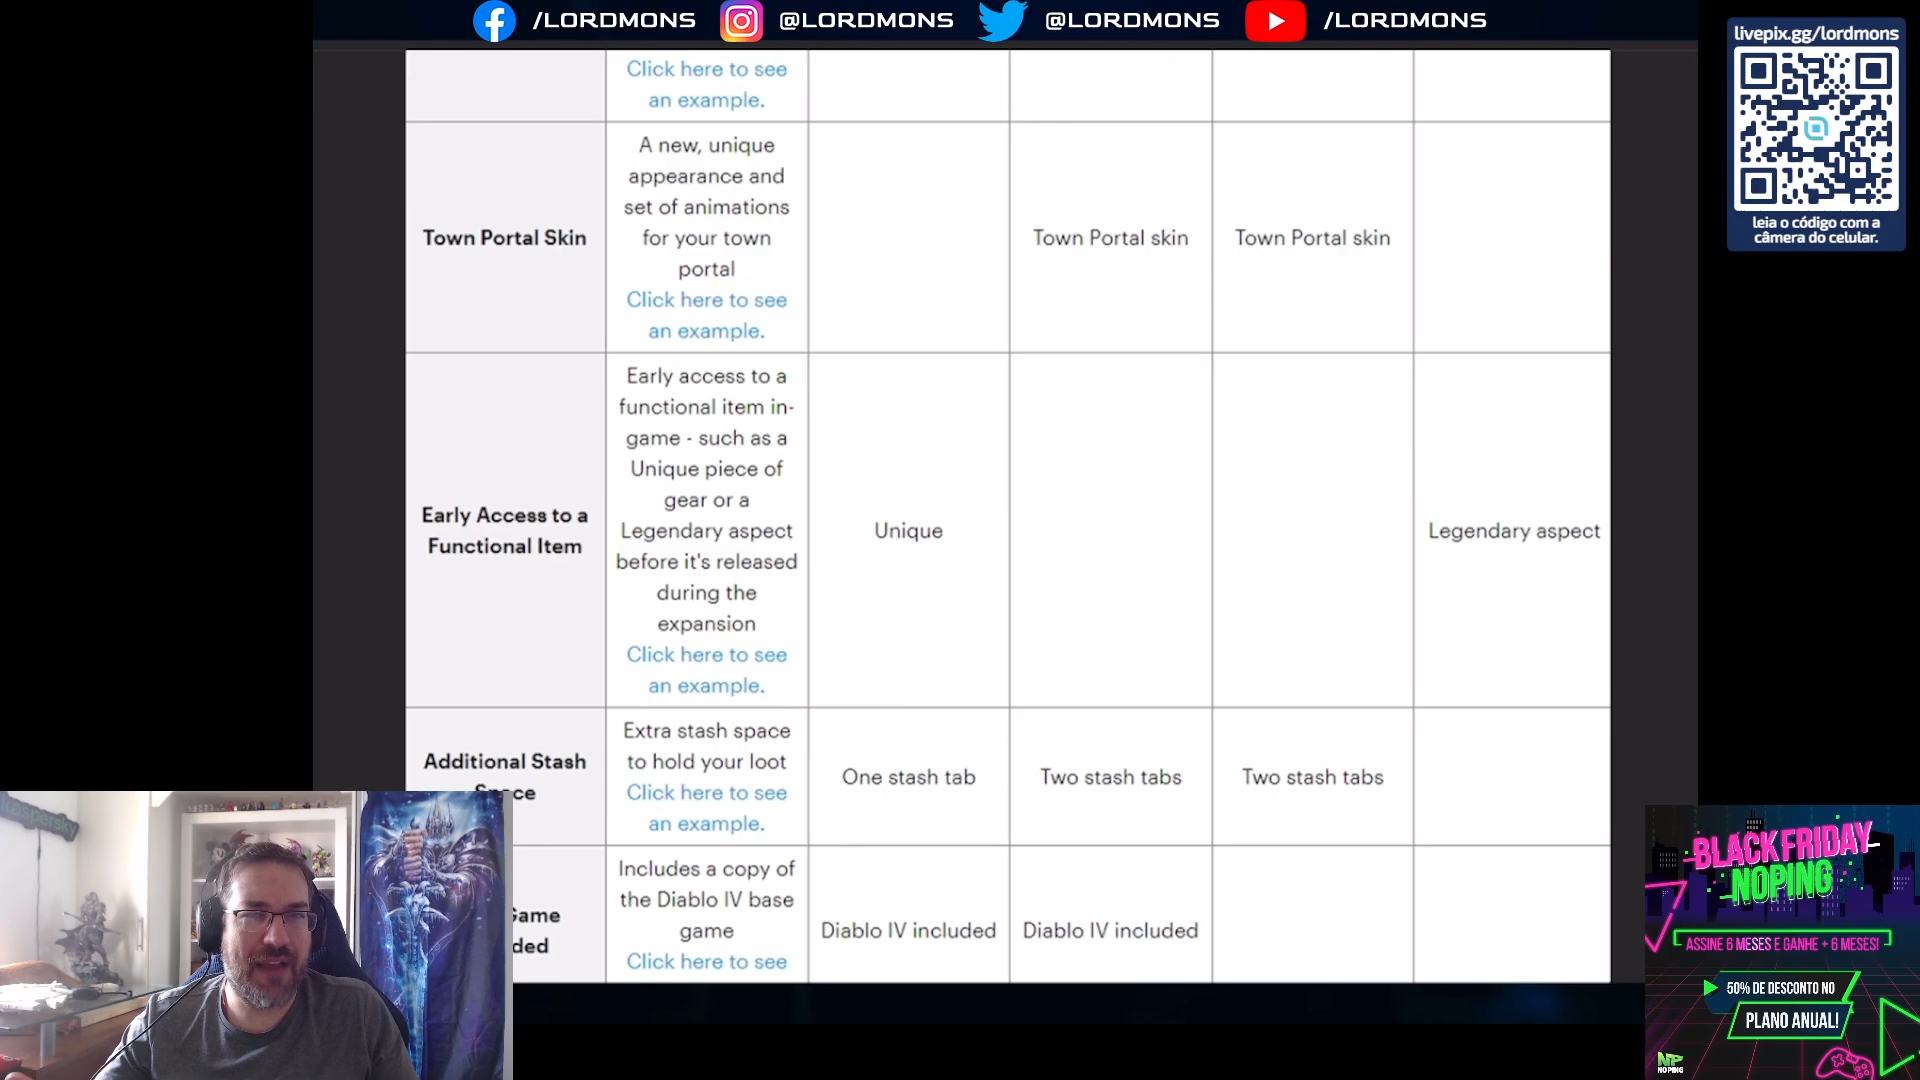 /LORDMONS
@LORDMONS
@LORDMONS
/LORDMONS
livepix.gg/lordmons
leia o código com a
câmera do celular.
Click here to see
an example.
Town Portal Skin
A new, unique
appearance and
set of animations
for your town
portal
Click here to see
an example.
Town Portal skin
Town Portal skin
Early Access to a
Functional Item
Early access to a
functional item in-
game - such as a
Unique piece of
gear or a
Legendary aspect
before it's released
during the
expansion
Click here to see
an example.
Unique
Legendary aspect
Additional Stash
Extra stash space
to hold your loot
Click here to see
an example.
One stash tab
Two stash tabs
Two stash tabs
Includes a copy of
the Diablo IV base
game
Click here to see
Diablo IV included
Diablo IV included
kaspersky
BLACK FRIDAY
NOPING
ASSINE 6 MESES E GANHE + 6 MESES!
50% DE DESCONTO NO
PLANO ANUAL!
NP
NOPING